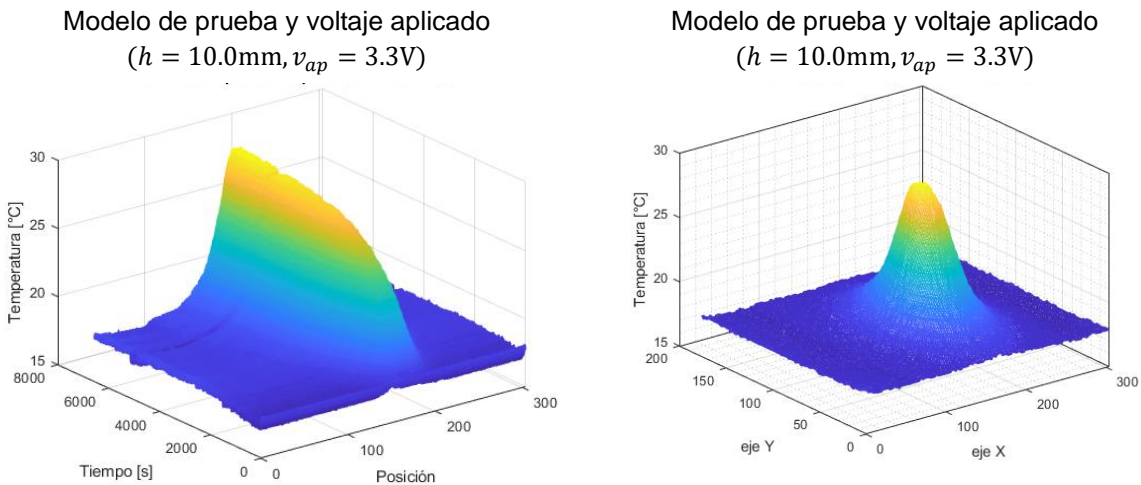 Modelo de prueba y voltaje aplicado
(ℎ = 10.0mm, 𝑣𝑎𝑝 = 3.3V)
30
25
20
15
Temperatura [°C]
8000
6000
4000
2000
0
Tiempo [s]
0
100
200
300
Posición
Modelo de prueba y voltaje aplicado
(ℎ = 10.0mm, 𝑣𝑎𝑝 = 3.3V)
30
25
20
15
Temperatura [°C]
200
150
100
50
0
eje Y
0
100
200
300
eje X